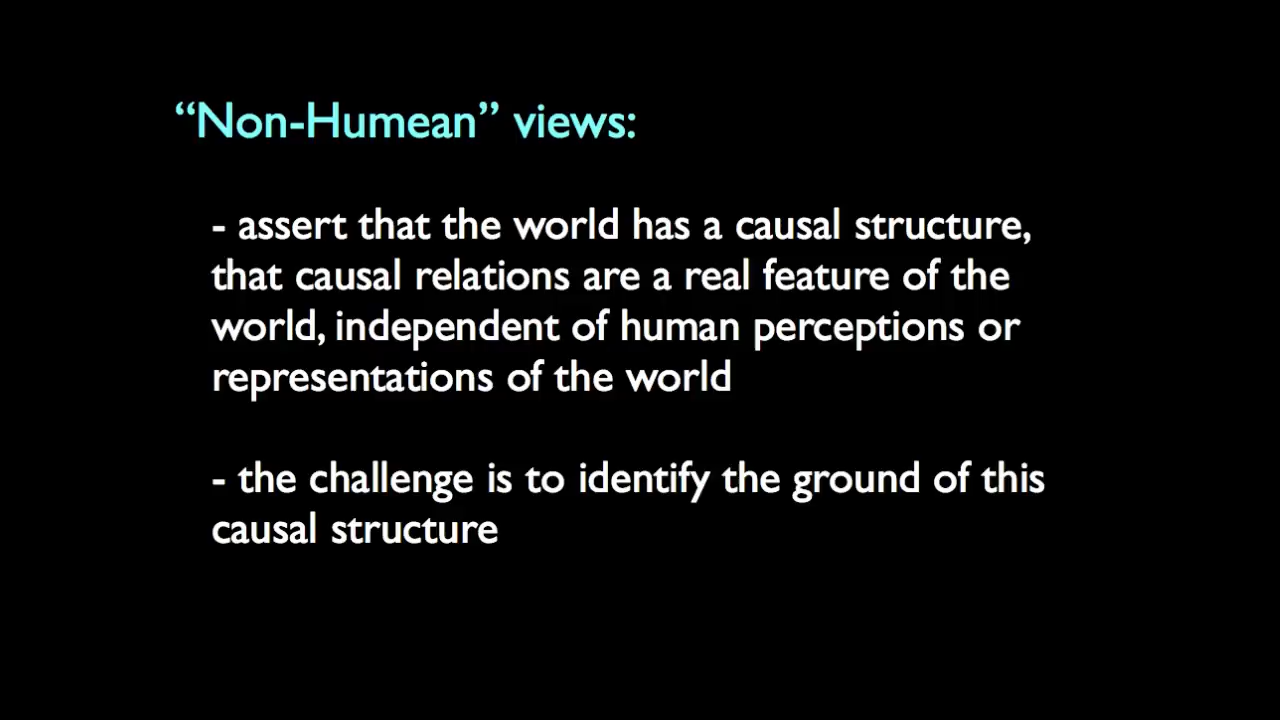 “Non-Humean” views:
- assert that the world has a causal structure,
that causal relations are a real feature of the
world, independent of human perceptions or
representations of the world
- the challenge is to identify the ground of this
causal structure